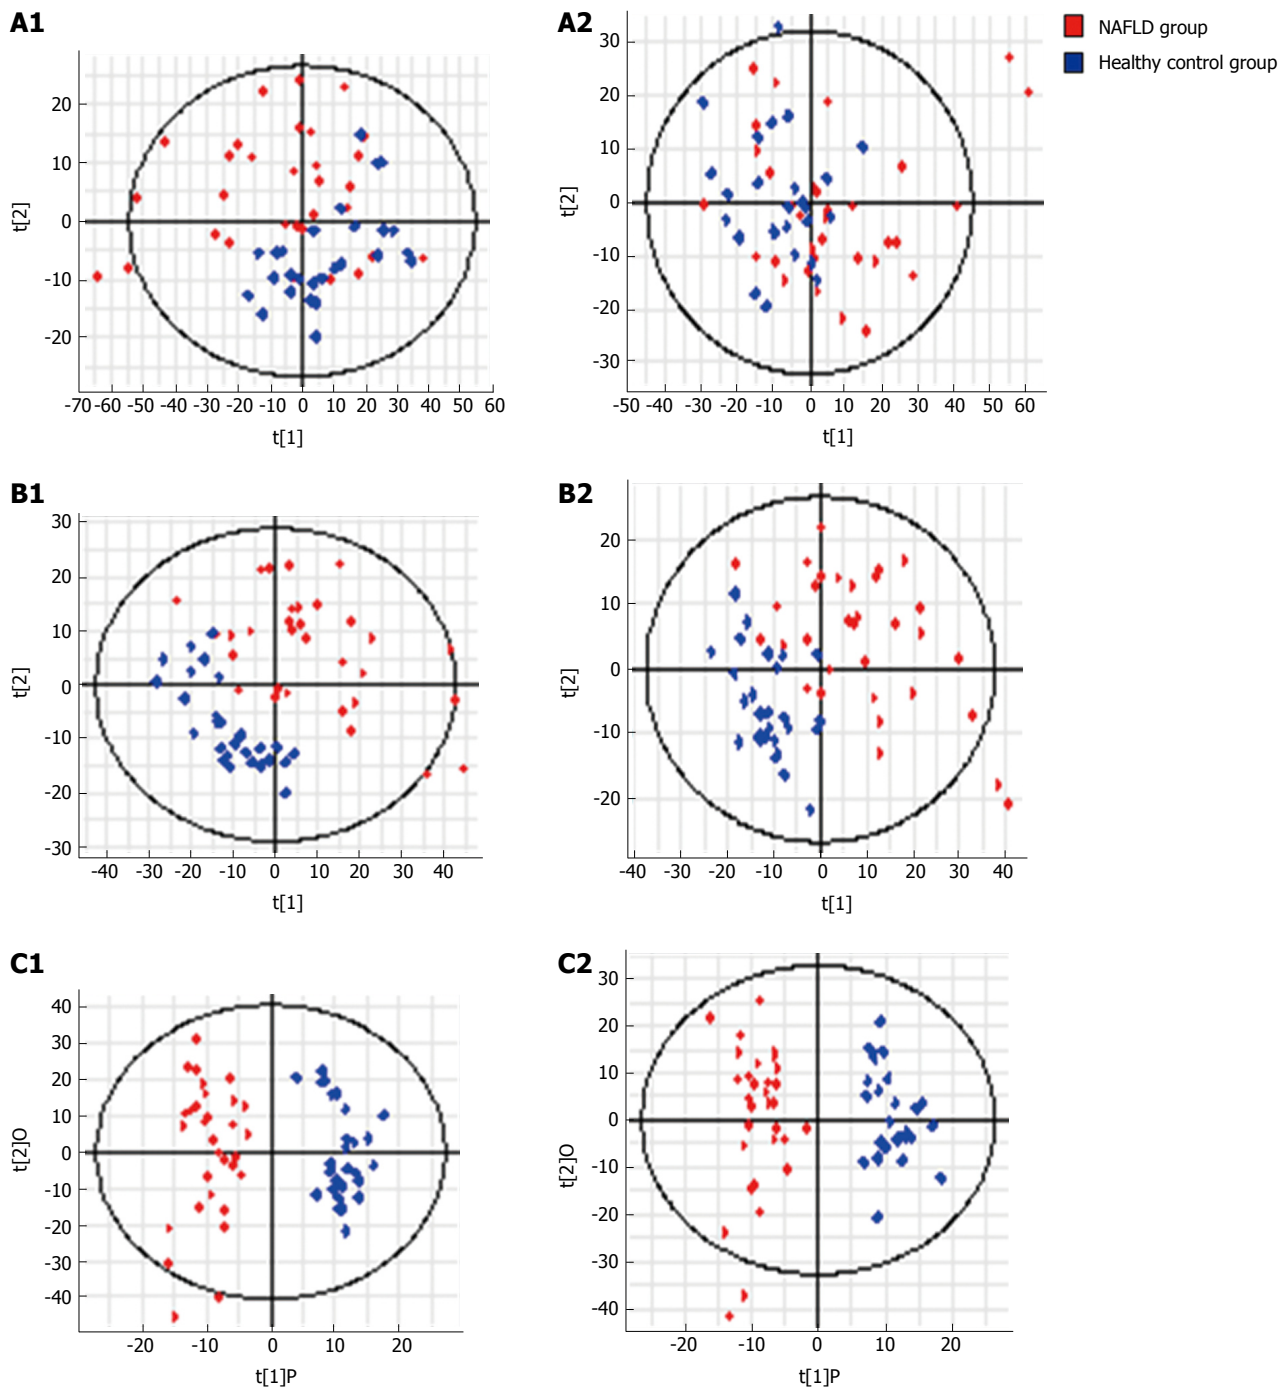 A1
A2
NAFLD group
Healthy control group
20
10
0
-10
-20
t[2]
-70-60 -50 -40 -30 -20 -10 0 10 20 30 40 50 60
t[1]
30
20
10
0
-10
-20
-30
t[2]
-50 -40 -30 -20 -10 0 10 20 30 40 50 60
t[1]
B1
B2
30
20
10
0
-10
-20
-30
t[2]
-40 -30 -20 -10 0 10 20 30 40
t[1]
20
10
0
-10
-20
t[2]
-40 -30 -20 -10 0 10 20 30 40
t[1]
C1
C2
40
30
20
10
0
-10
-20
-30
-40
t[2]O
-20 -10 0 10 20
t[1]P
30
20
10
0
-10
-20
-30
-40
t[2]O
-20 -10 0 10 20
t[1]P